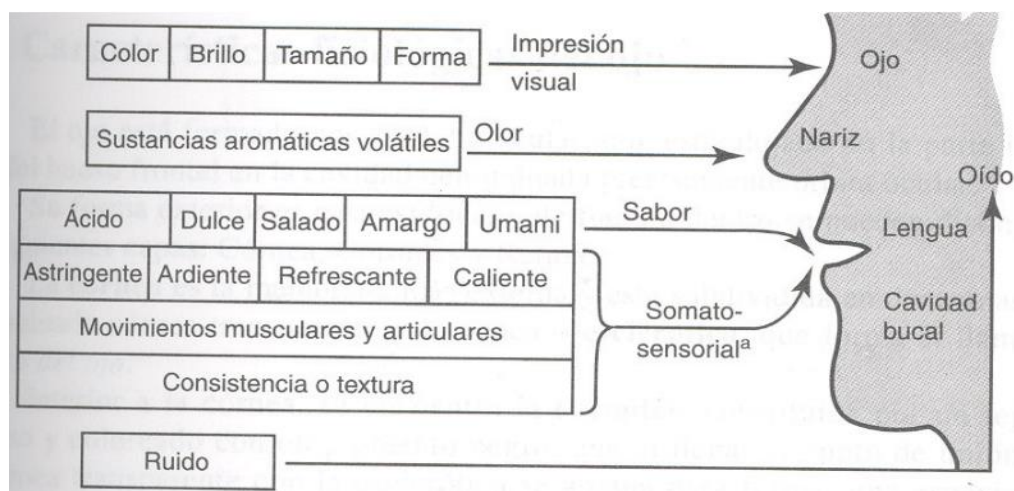 Color Brillo Tamaño Forma
Impresión
visual
Ojo
Sustancias aromáticas volátiles
Olor
Nariz
Oído
Ácido Dulce Salado Amargo Umami
Sabor
Lengua
Astringente Ardiente Refrescante Caliente
Movimientos musculares y articulares
Consistencia o textura
Somato-
sensorialª
Cavidad
bucal
Ruido